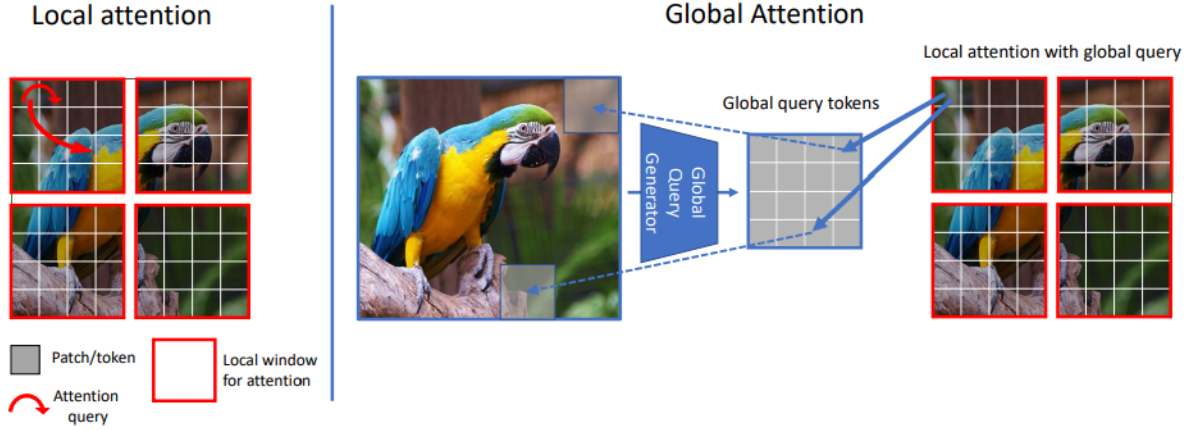 Local attention
Global Attention
Local attention with global query
Global query tokens
Global
Query
Generator
Patch/token
Local window
for attention
Attention
query